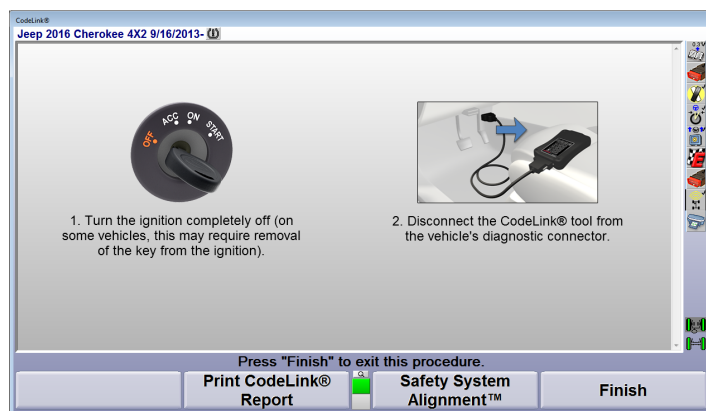 CodeLink®
Jeep 2016 Cherokee 4X2 9/16/2013-
0.3V
OFF
ACC
ON
START
1. Turn the ignition completely off (on
some vehicles, this may require removal
of the key from the ignition).
2. Disconnect the CodeLink® tool from
the vehicle's diagnostic connector.
Press "Finish" to exit this procedure.
Print CodeLink®
Report
Safety System
Alignment™
Finish